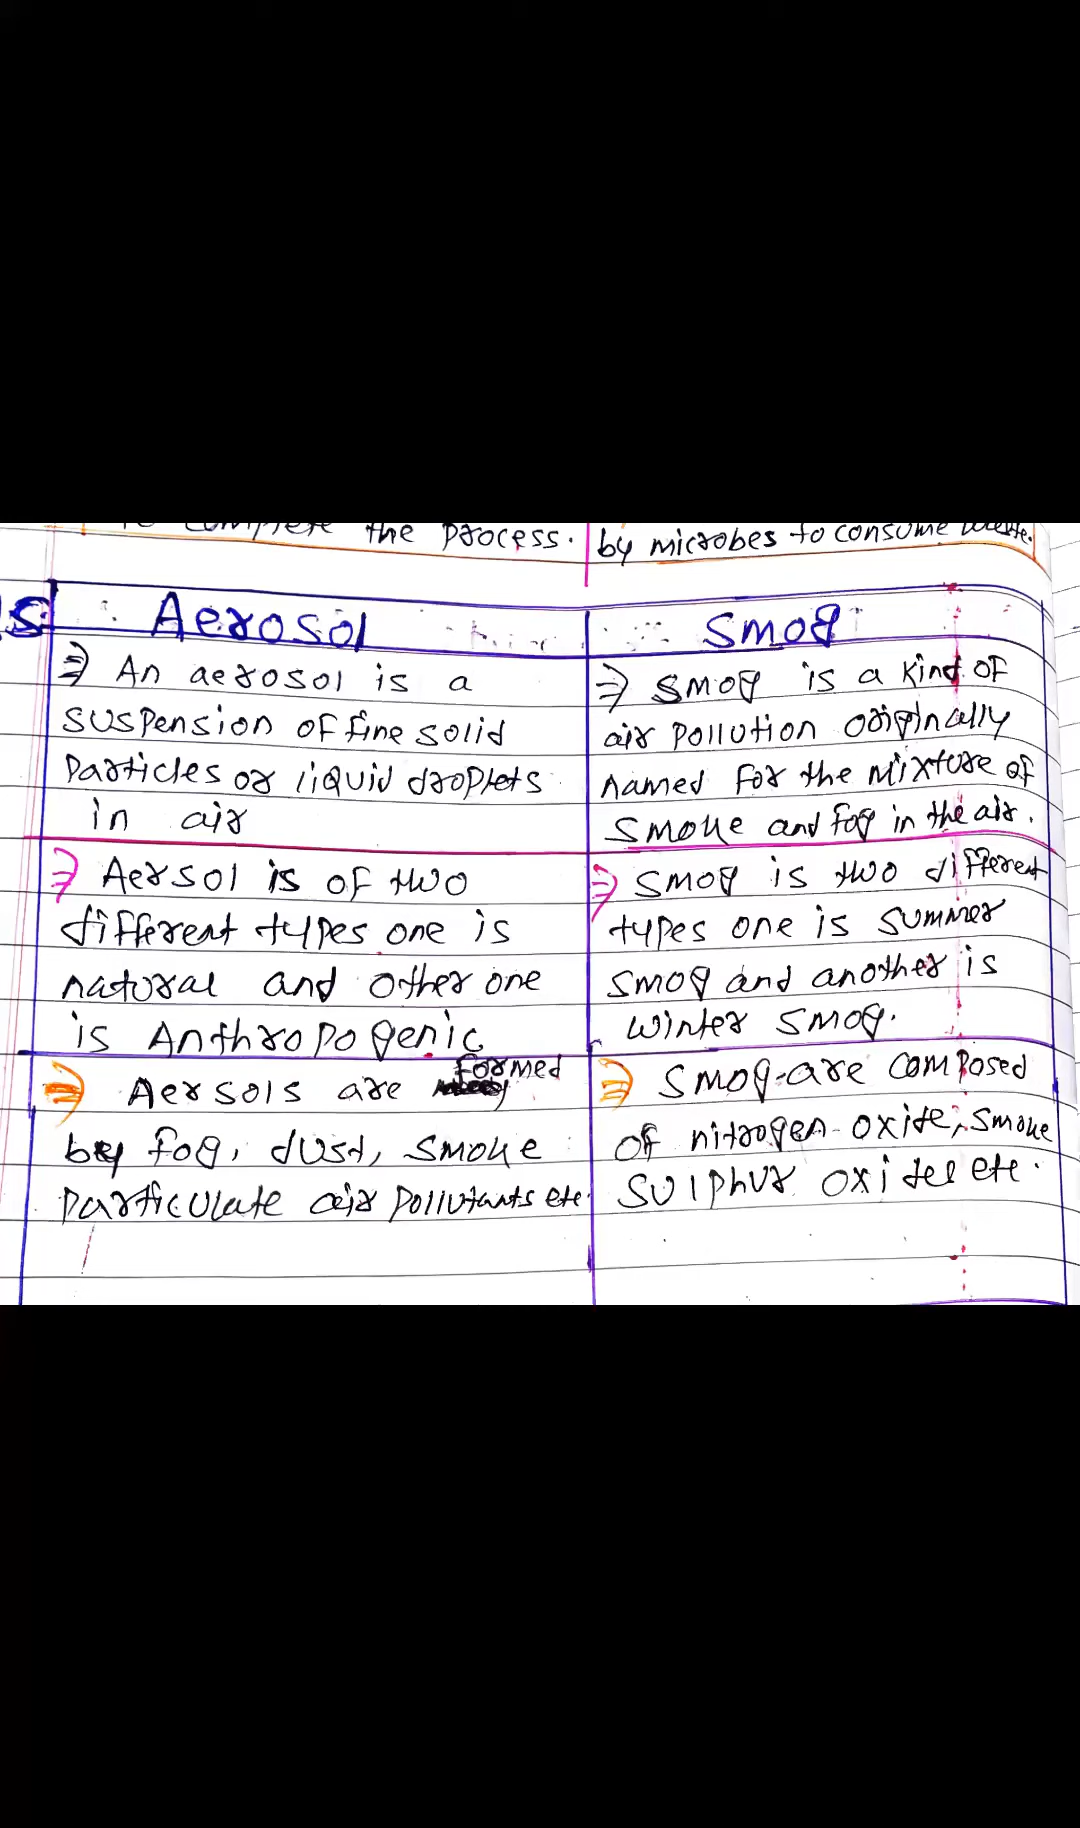 to complete the process.
by microbes to consume waste.
s
Aerosol
⇒ An aerosol is a
suspension of fine solid
Particles or liquid droplets
in air
⇒ Aersol is of two
different types one is
natural and other one
is Anthropogenic
⇒ Aersols are formed
by fog, dust, smoke
particulate air pollutants etc.
Smog
⇒ Smog is a kind of
air pollution originally
named for the mixture of
smoke and fog in the air.
⇒ Smog is two different
types one is summer
smog and another is
winter smog.
⇒ Smog-are composed
of nitrogen-oxide, smoke
sulphur oxides etc.